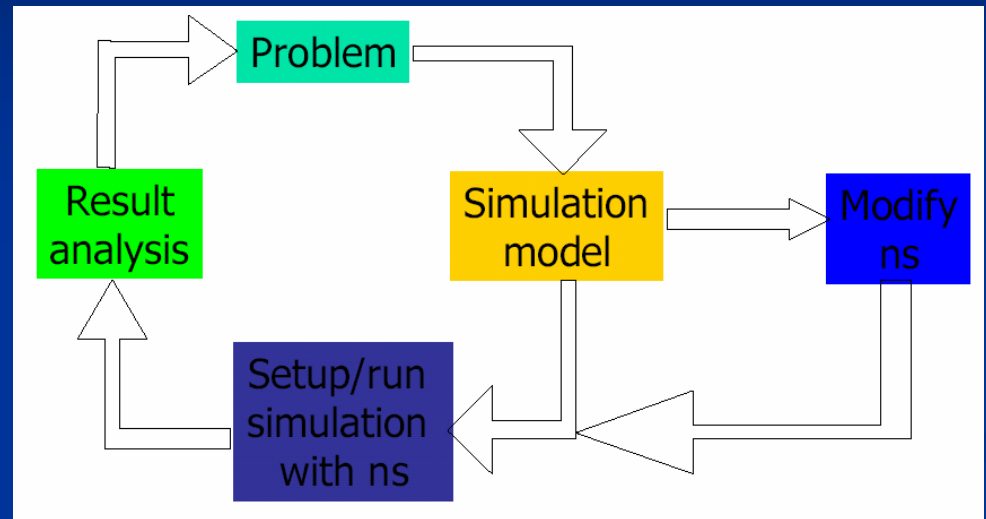 Problem
Simulation
model
Modify
ns
Result
analysis
Setup/run
simulation
with ns